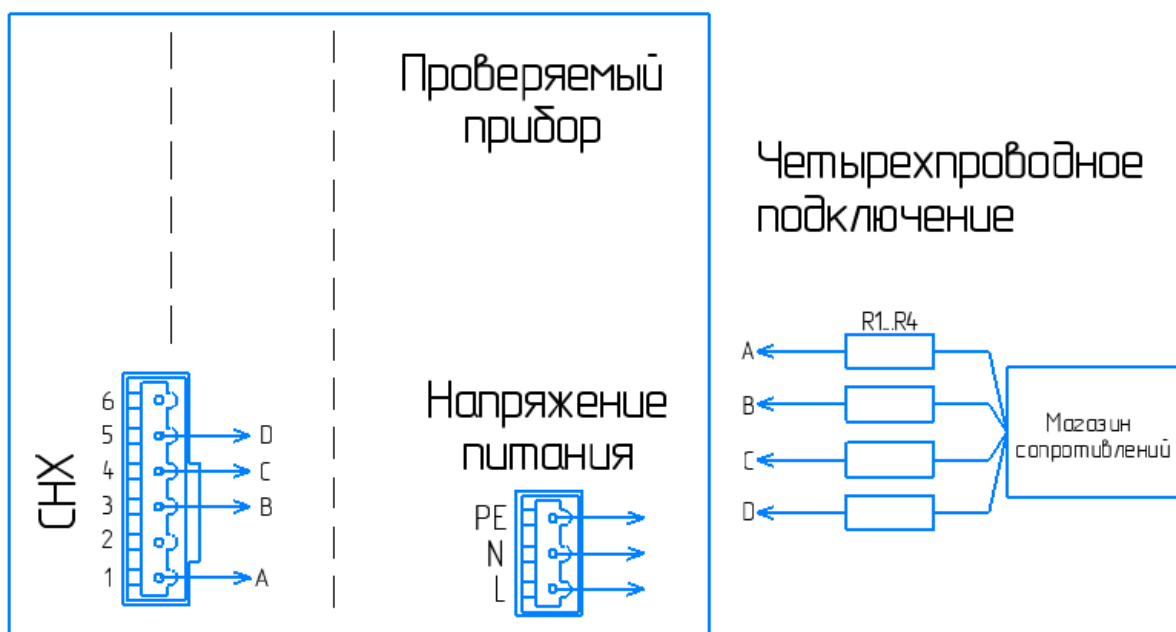 Проверяемый
прибор
Четырехпроводное
подключение
R1...R4
A
B
C
D
Магазин
сопротивлений
Напряжение
питания
PE
N
L
CHX
6
5
D
4
C
3
B
2
1
A